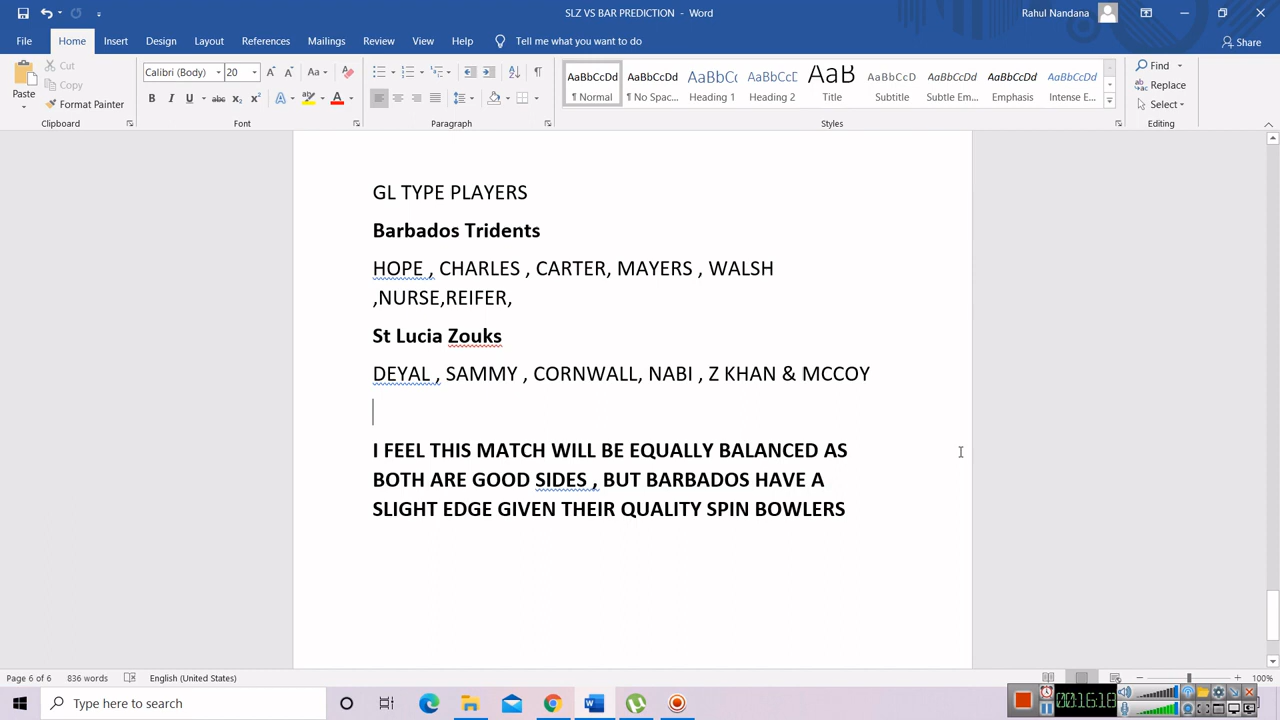 SLZ VS BAR PREDICTION - Word
Rahul Nandana
File Home Insert Design Layout References Mailings Review View Help Tell me what you want to do Share
Paste
Cut
Copy
Format Painter
Clipboard
Calibri (Body) 20
Font
Paragraph
AaBbCcDd AaBbCcDd AaBbCc AaBbCcD AaB AaBbCcDd AaBbCcDd AaBbCcDd AaBbCcDd
¶ Normal ¶ No Spac... Heading 1 Heading 2 Title Subtitle Subtle Em... Emphasis Intense E...
Styles
Find
Replace
Select
Editing
GL TYPE PLAYERS
Barbados Tridents
HOPE , CHARLES , CARTER, MAYERS , WALSH
,NURSE,REIFER,
St Lucia Zouks
DEYAL , SAMMY , CORNWALL, NABI , Z KHAN & MCCOY
I FEEL THIS MATCH WILL BE EQUALLY BALANCED AS
BOTH ARE GOOD SIDES , BUT BARBADOS HAVE A
SLIGHT EDGE GIVEN THEIR QUALITY SPIN BOWLERS
Page 6 of 6 836 words English (United States) 100%
Type here to search
00:16:18